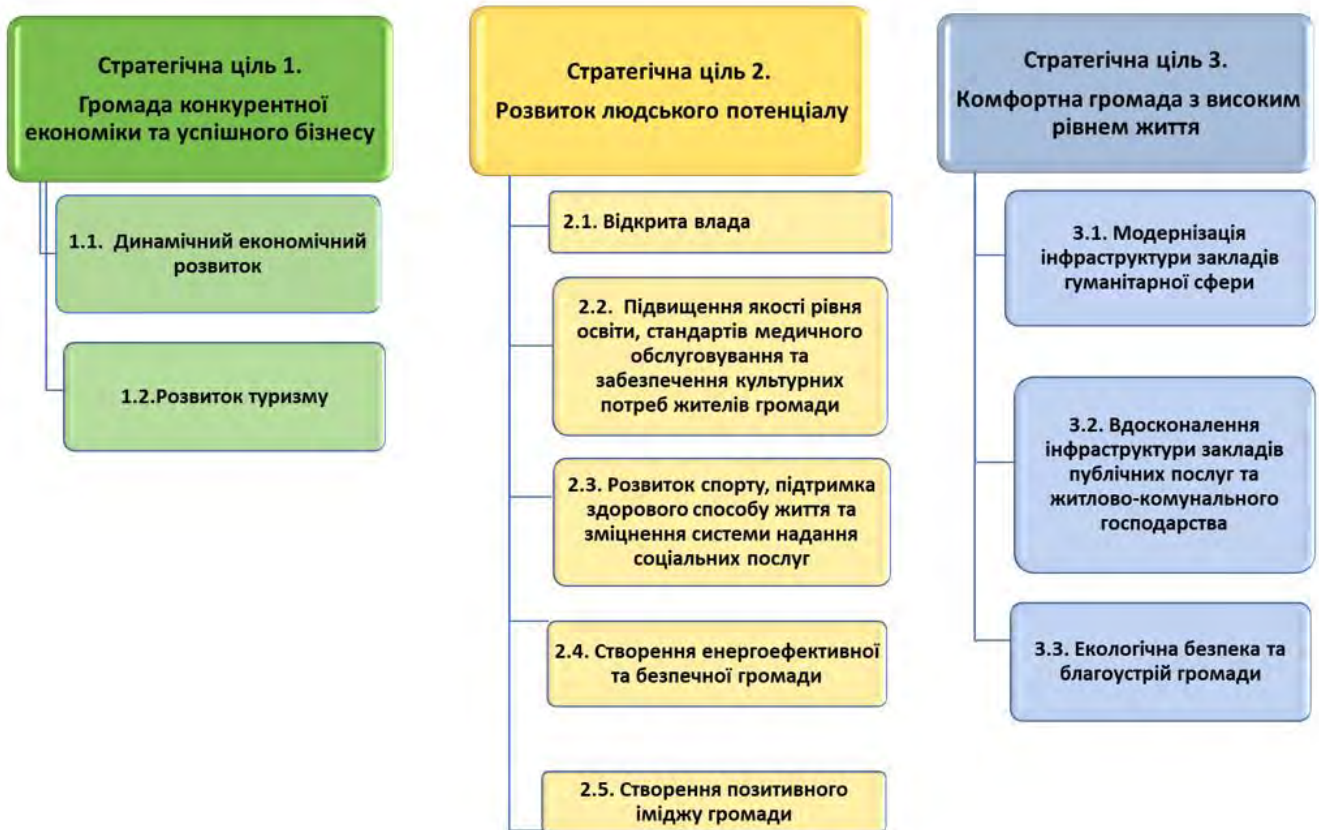 Стратегічна ціль 1.
Громада конкурентної
економіки та успішного бізнесу
1.1. Динамічний економічний
розвиток
1.2.Розвиток туризму
Стратегічна ціль 2.
Розвиток людського потенціалу
2.1. Відкрита влада
2.2. Підвищення якості рівня
освіти, стандартів медичного
обслуговування та
забезпечення культурних
потреб жителів громади
2.3. Розвиток спорту, підтримка
здорового способу життя та
зміцнення системи надання
соціальних послуг
2.4. Створення енергоефективної
та безпечної громади
2.5. Створення позитивного
іміджу громади
Стратегічна ціль 3.
Комфортна громада з високим
рівнем життя
3.1. Модернізація
інфраструктури закладів
гуманітарної сфери
3.2. Вдосконалення
інфраструктури закладів
публічних послуг та
житлово-комунального
господарства
3.3. Екологічна безпека та
благоустрій громади